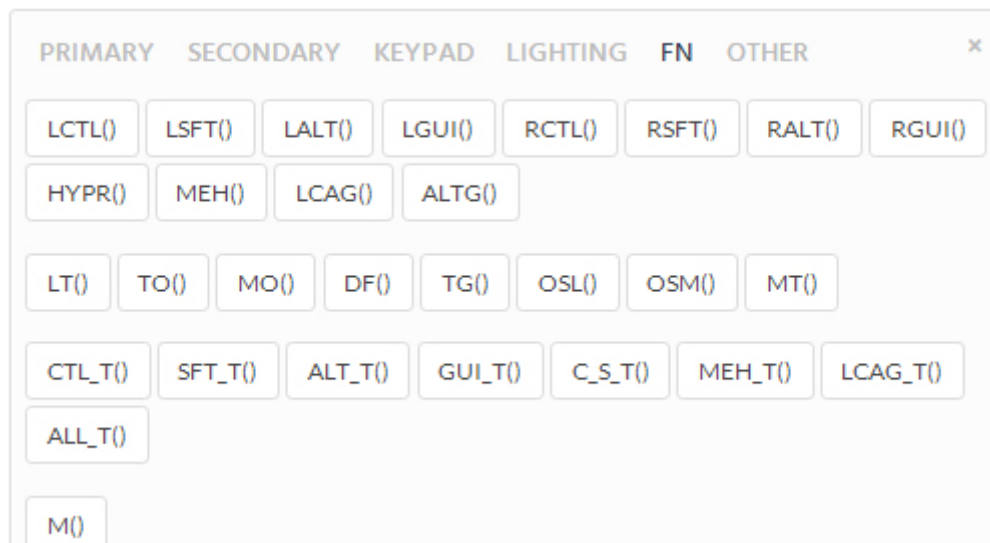 PRIMARY SECONDARY KEYPAD LIGHTING FN OTHER ×
LCTL() LSFT() LALT() LGUI() RCTL() RSFT() RALT() RGUI()
HYPR() MEH() LCAG() ALTG()
LT() TO() MO() DF() TG() OSL() OSM() MT()
CTL_T() SFT_T() ALT_T() GUI_T() C_S_T() MEH_T() LCAG_T()
ALL_T()
M()